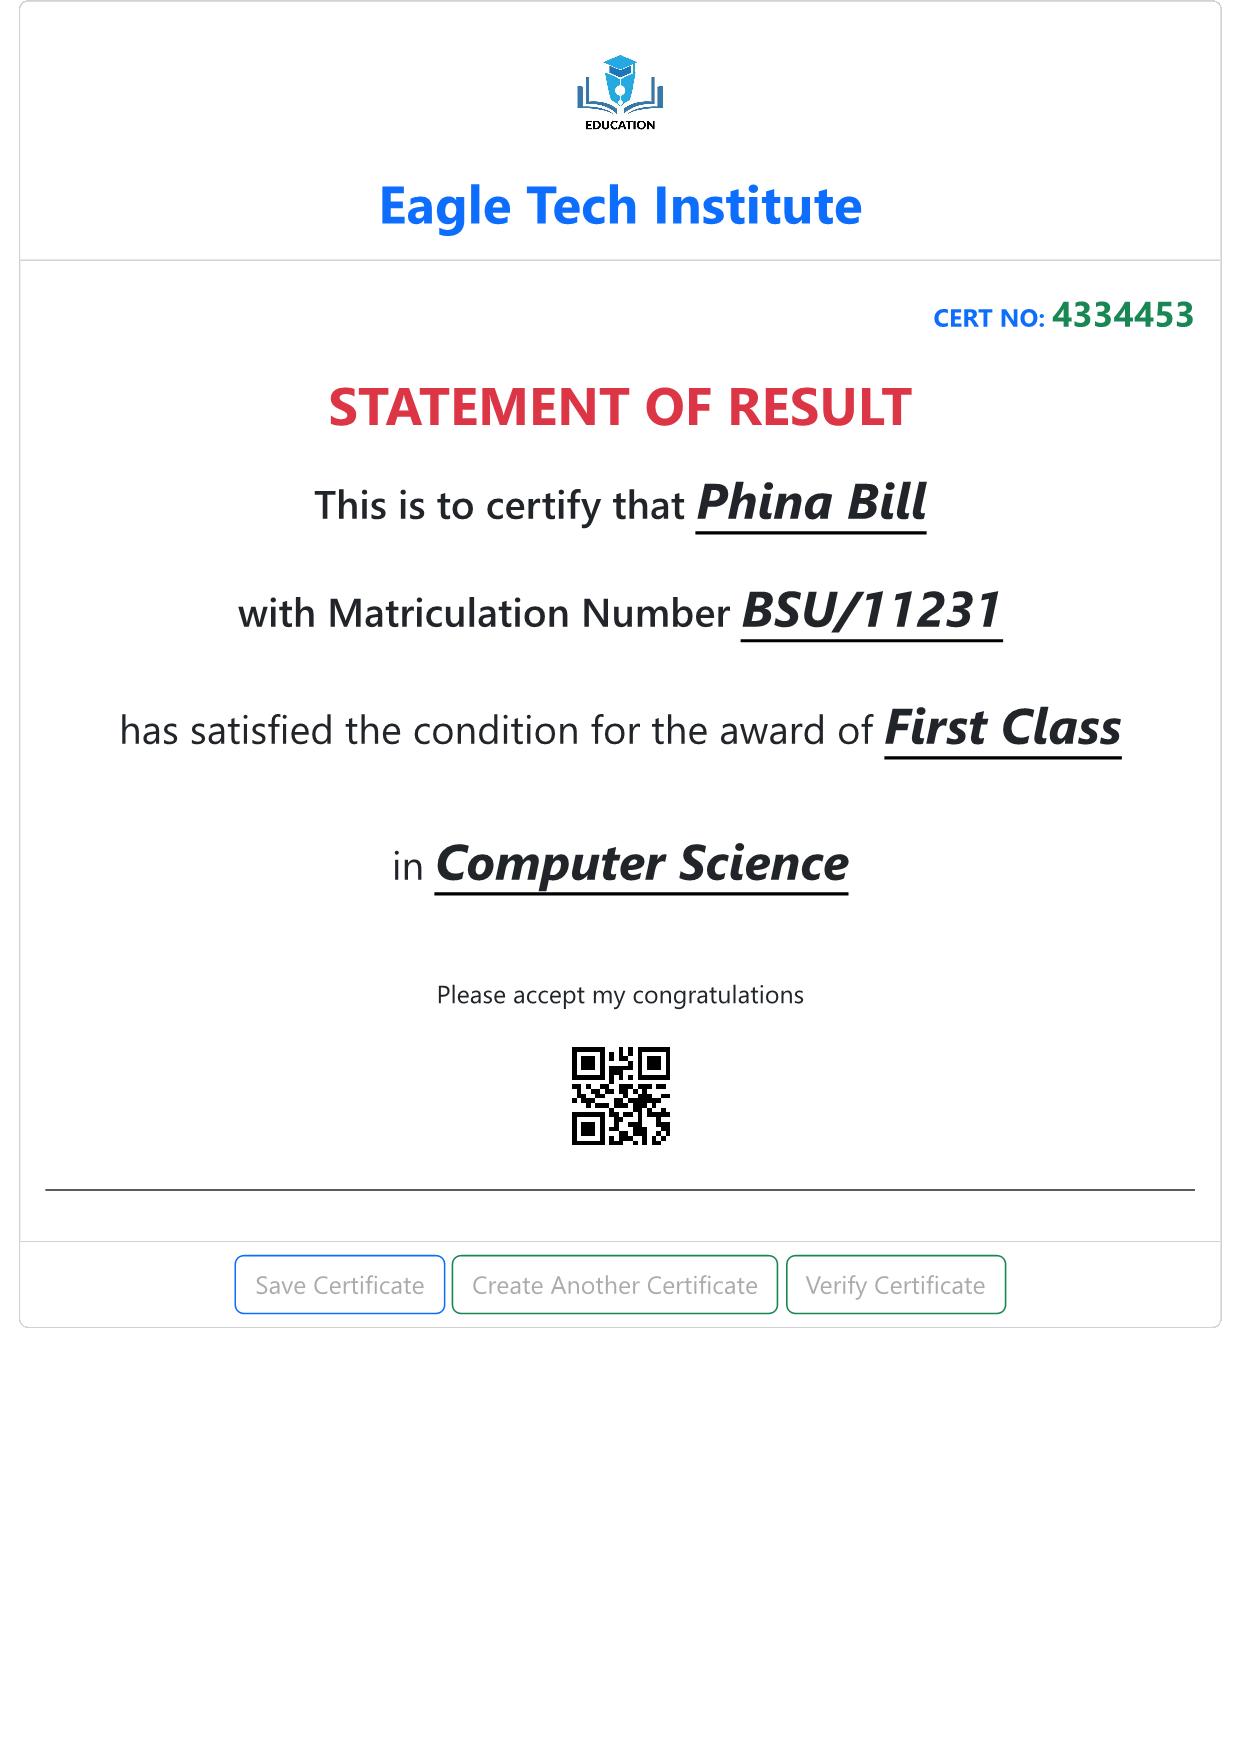 EDUCATION
Eagle Tech Institute
CERT NO: 4334453
STATEMENT OF RESULT
This is to certify that Phina Bill
with Matriculation Number BSU/11231
has satisfied the condition for the award of First Class
in Computer Science
Please accept my congratulations
Save Certificate
Create Another Certificate
Verify Certificate